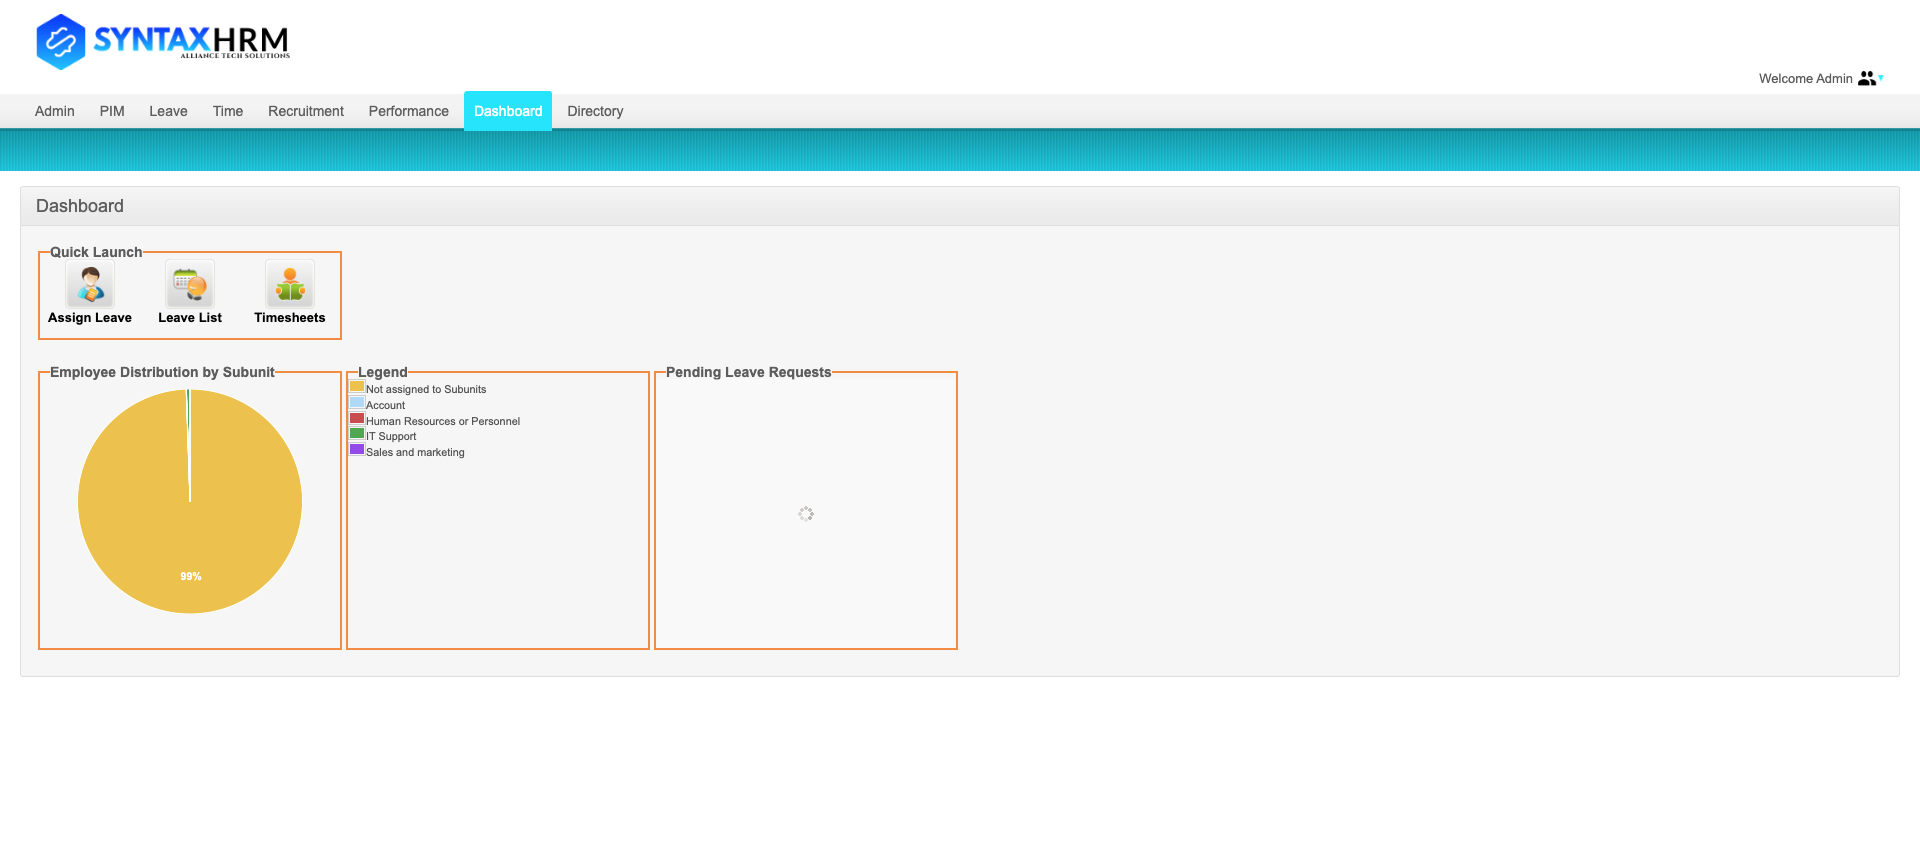 SYNTAXHRM
ALLIANCE TECH SOLUTIONS
Welcome Admin
Admin PIM Leave Time Recruitment Performance Dashboard Directory
Dashboard
Quick Launch
Assign Leave Leave List Timesheets
Employee Distribution by Subunit
99%
Legend
Not assigned to Subunits
Account
Human Resources or Personnel
IT Support
Sales and marketing
Pending Leave Requests